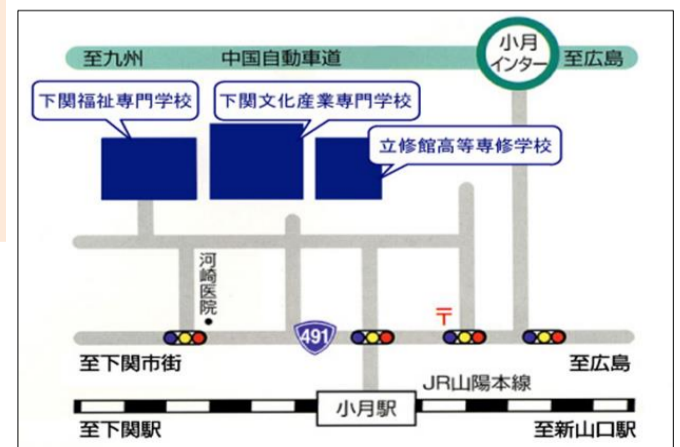 至九州
中国自動車道
小月
インター
至広島
下関福祉専門学校
下関文化産業専門学校
立修館高等専修学校
河崎医院
491
〒
至下関市街
至広島
JR山陽本線
小月駅
至下関駅
至新山口駅